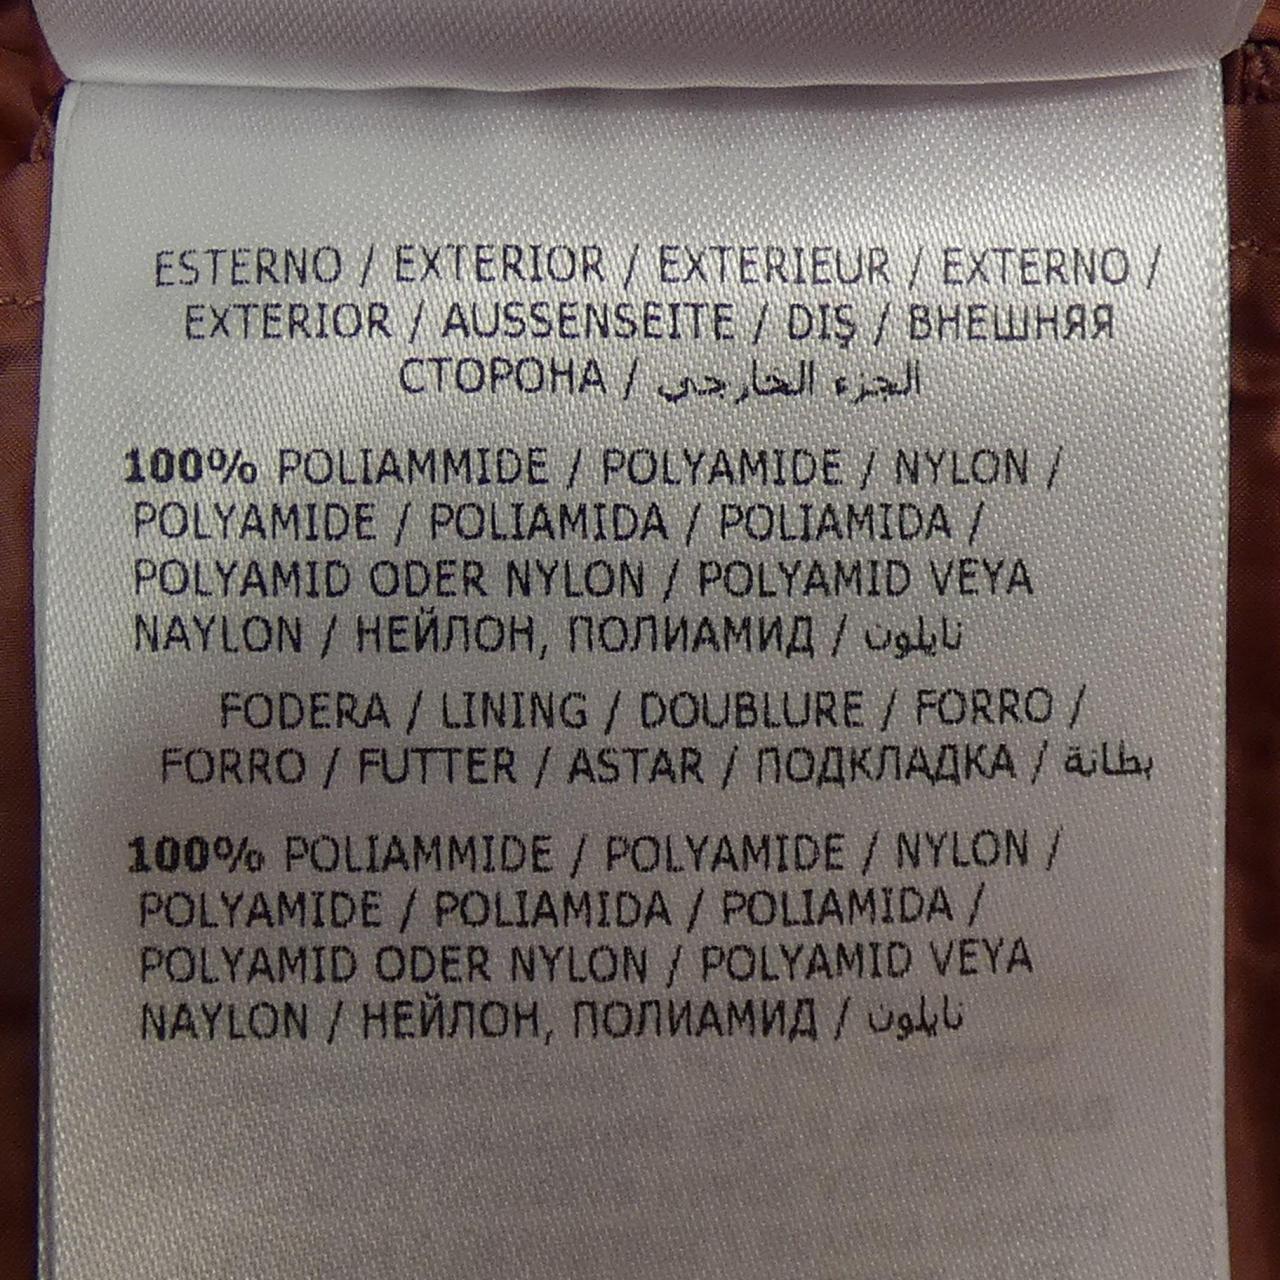 ESTERNO / EXTERIOR / EXTERIEUR / EXTERNO /
EXTERIOR / AUSSENSEITE / DIŞ / ВНЕШНЯЯ
СТОРОНА / الجزء الخارجي
100% POLIAMMIDE / POLYAMIDE / NYLON /
POLYAMIDE / POLIAMIDA / POLIAMIDA /
POLYAMID ODER NYLON / POLYAMID VEYA
NAYLON / НЕЙЛОН, ПОЛИАМИД / نايلون
FODERA / LINING / DOUBLURE / FORRO /
FORRO / FUTTER / ASTAR / ПОДКЛАДКА / بطانة
100% POLIAMMIDE / POLYAMIDE / NYLON /
POLYAMIDE / POLIAMIDA / POLIAMIDA /
POLYAMID ODER NYLON / POLYAMID VEYA
NAYLON / НЕЙЛОН, ПОЛИАМИД / نايلون